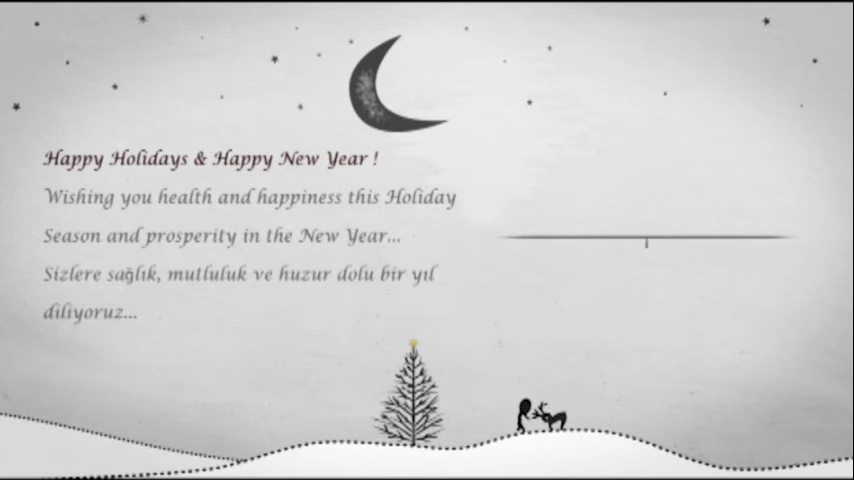 Happy Holidays & Happy New Year !
Wishing you health and happiness this Holiday
Season and prosperity in the New Year...
Sizlere sağlık, mutluluk ve huzur dolu bir yıl
diliyoruz...